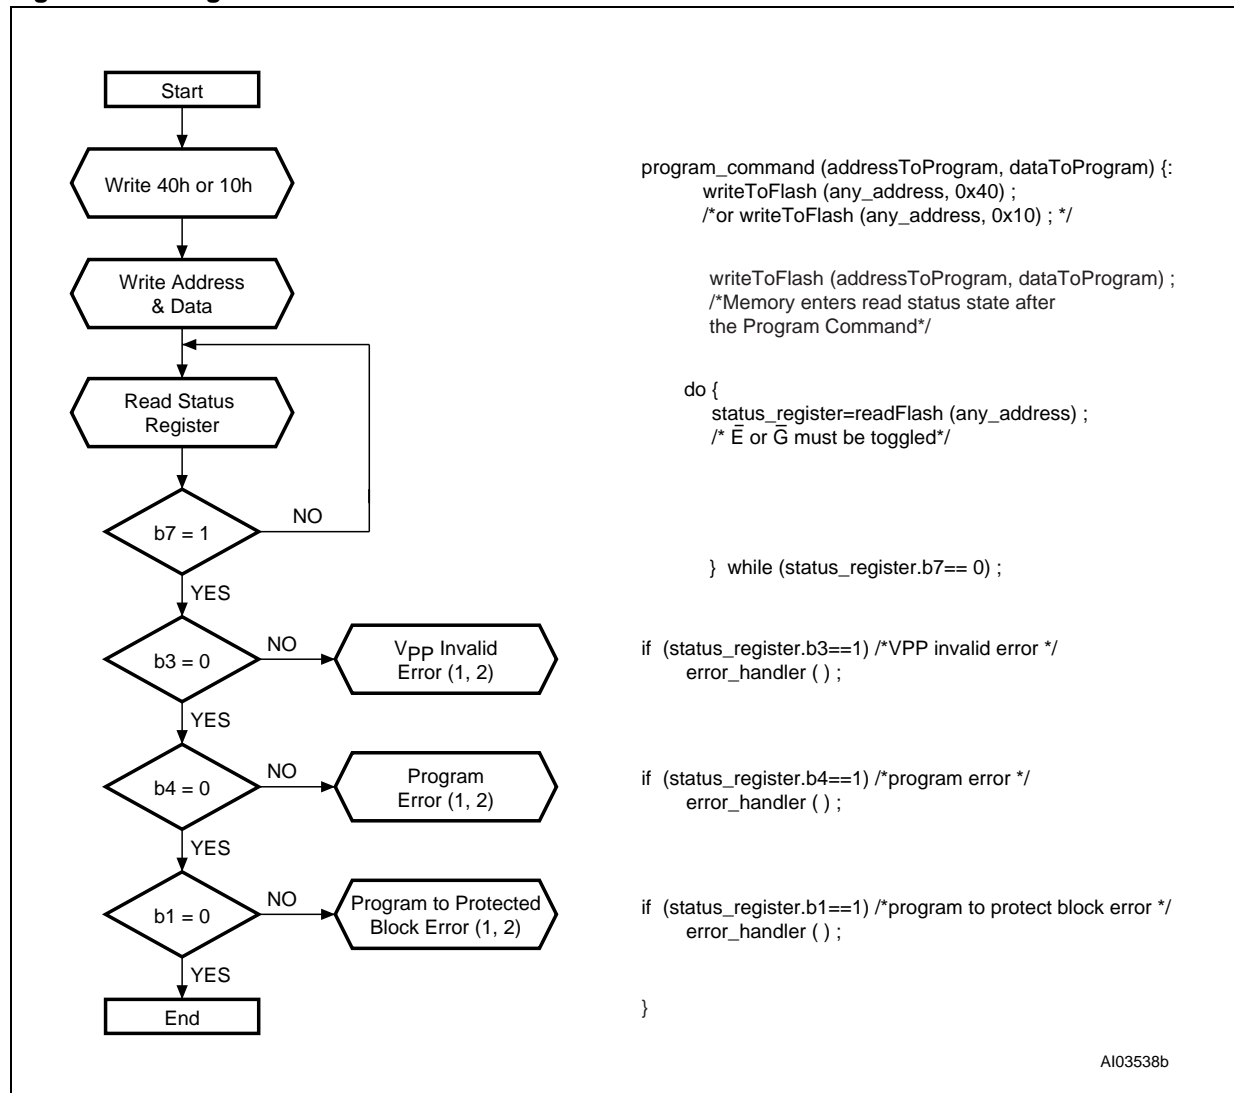 Start
Write 40h or 10h
Write Address
& Data
Read Status
Register
b7 = 1
NO
YES
b3 = 0
NO
VPP Invalid
Error (1, 2)
YES
b4 = 0
NO
Program
Error (1, 2)
YES
b1 = 0
NO
Program to Protected
Block Error (1, 2)
YES
End
program_command (addressToProgram, dataToProgram) {:
writeToFlash (any_address, 0x40) ;
/*or writeToFlash (any_address, 0x10) ; */
writeToFlash (addressToProgram, dataToProgram) ;
/*Memory enters read status state after
the Program Command*/
do {
status_register=readFlash (any_address) ;
/* E̅ or G̅ must be toggled*/
} while (status_register.b7== 0) ;
if (status_register.b3==1) /*VPP invalid error */
error_handler ( ) ;
if (status_register.b4==1) /*program error */
error_handler ( ) ;
if (status_register.b1==1) /*program to protect block error */
error_handler ( ) ;
}
AI03538b